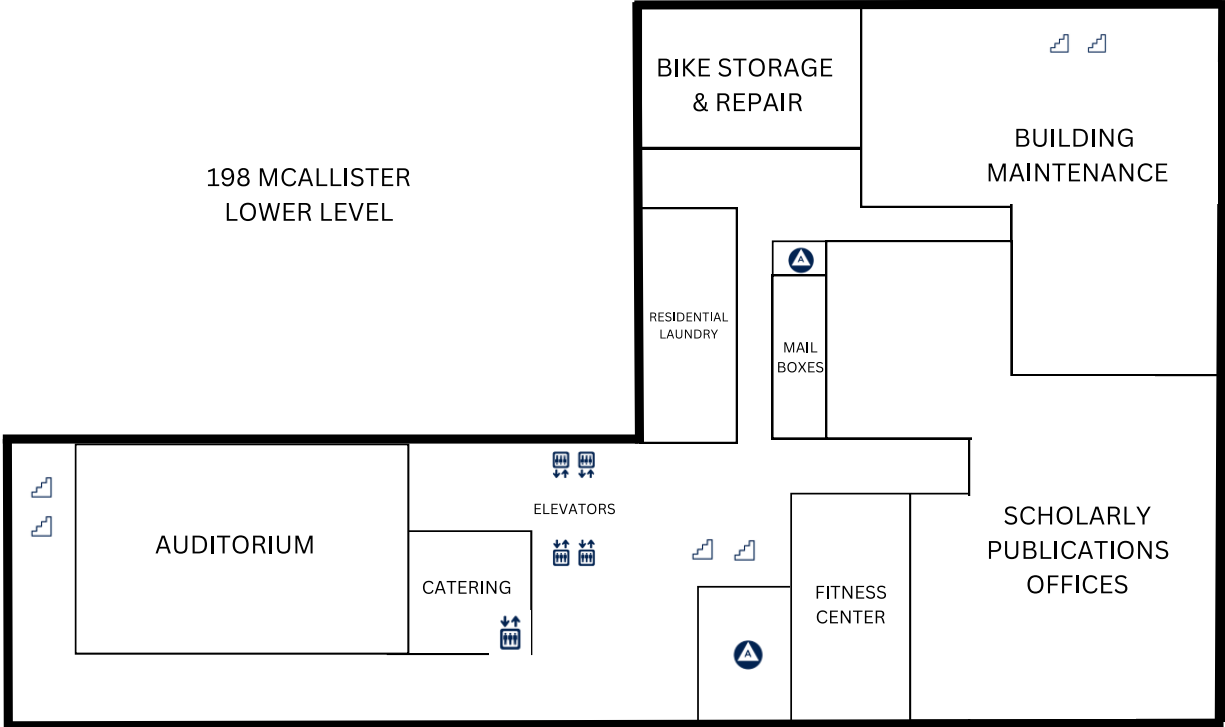 BIKE STORAGE
& REPAIR
BUILDING
MAINTENANCE
198 MCALLISTER
LOWER LEVEL
RESIDENTIAL
LAUNDRY
A
MAIL
BOXES
ELEVATORS
AUDITORIUM
CATERING
SCHOLARLY
PUBLICATIONS
OFFICES
FITNESS
CENTER
A